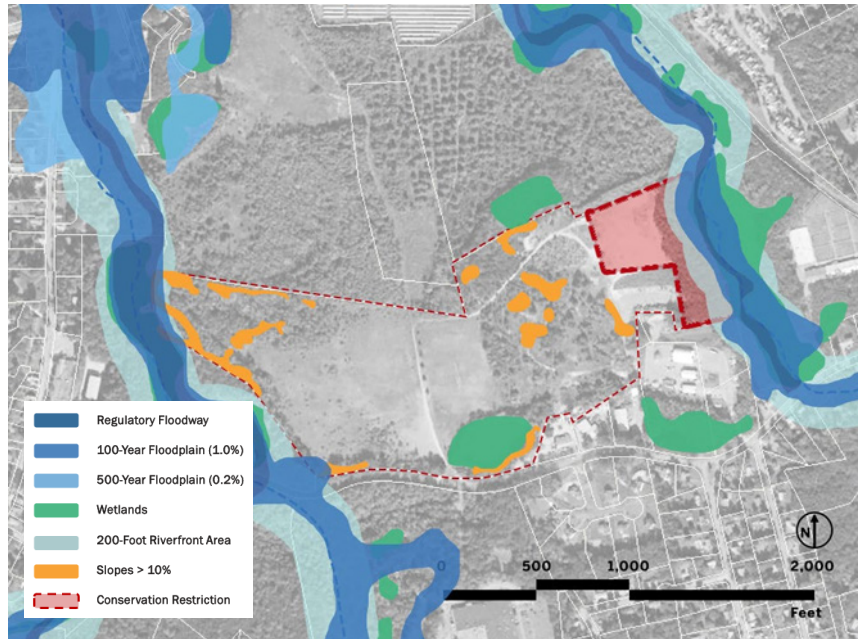 Regulatory Floodway
100-Year Floodplain (1.0%)
500-Year Floodplain (0.2%)
Wetlands
200-Foot Riverfront Area
Slopes > 10%
Conservation Restriction
N
0 500 1,000 2,000
Feet